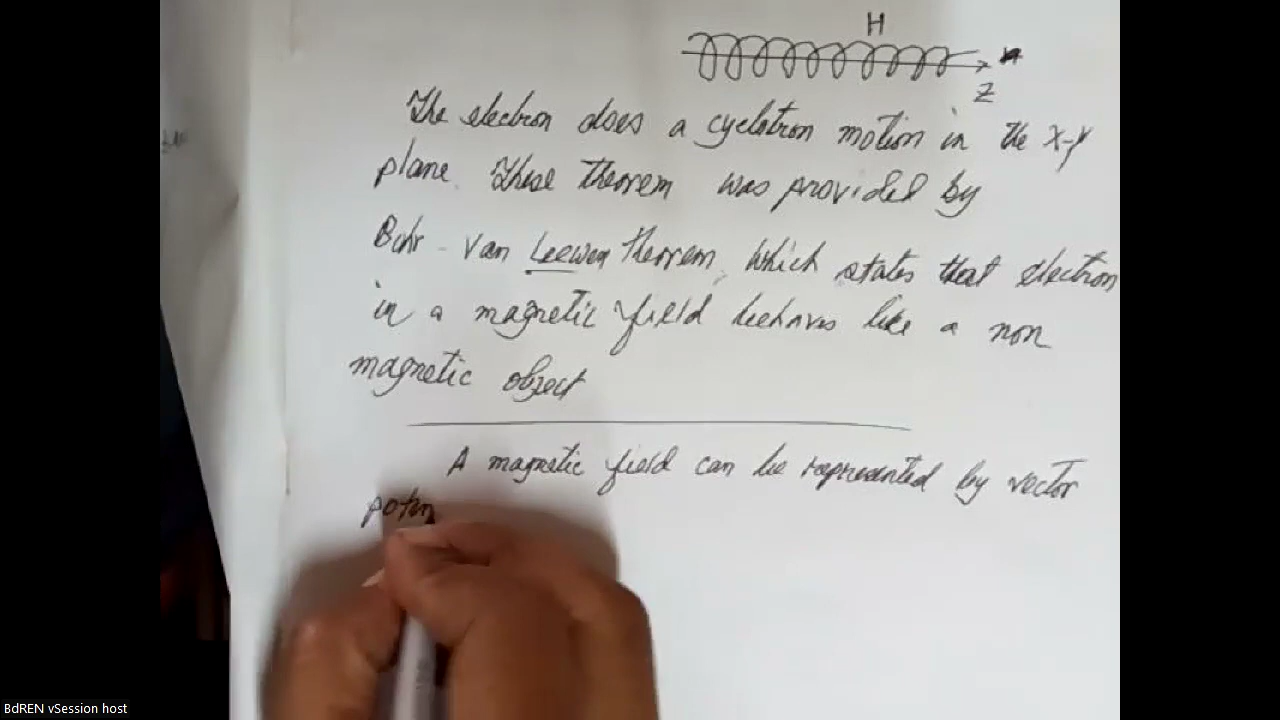 H
Z
The electron does a cyclotron motion in the X-Y
plane. These theorem was provided by
Bohr - Van Leewen theorem, which states that electron
in a magnetic field behaves like a non
magnetic object
A magnetic field can be represented by vector
poten
BdREN vSession host